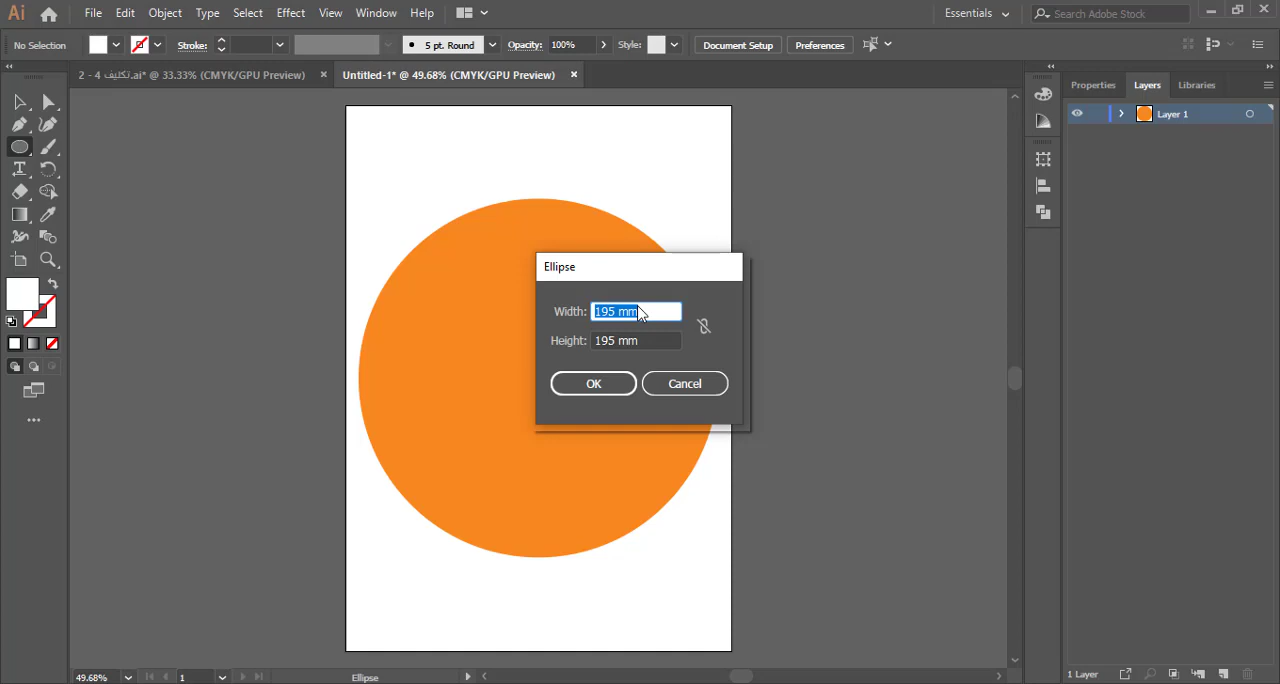 Ai File Edit Object Type Select Effect View Window Help Essentials Search Adobe Stock
No Selection Stroke: 5 pt. Round Opacity: 100% Style: Document Setup Preferences
2 - 4 تكليف.ai* @ 33.33% (CMYK/GPU Preview) × Untitled-1* @ 49.68% (CMYK/GPU Preview) ×
Properties Layers Libraries
Layer 1
Ellipse
Width: 195 mm
Height: 195 mm
OK Cancel
49.68% 1 Ellipse
1 Layer